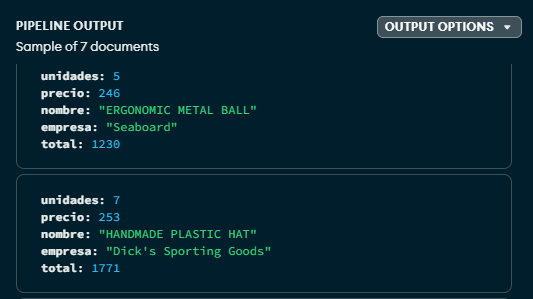 PIPELINE OUTPUT
OUTPUT OPTIONS
Sample of 7 documents
unidades: 5
precio: 246
nombre: "ERGONOMIC METAL BALL"
empresa: "Seaboard"
total: 1230
unidades: 7
precio: 253
nombre: "HANDMADE PLASTIC HAT"
empresa: "Dick's Sporting Goods"
total: 1771